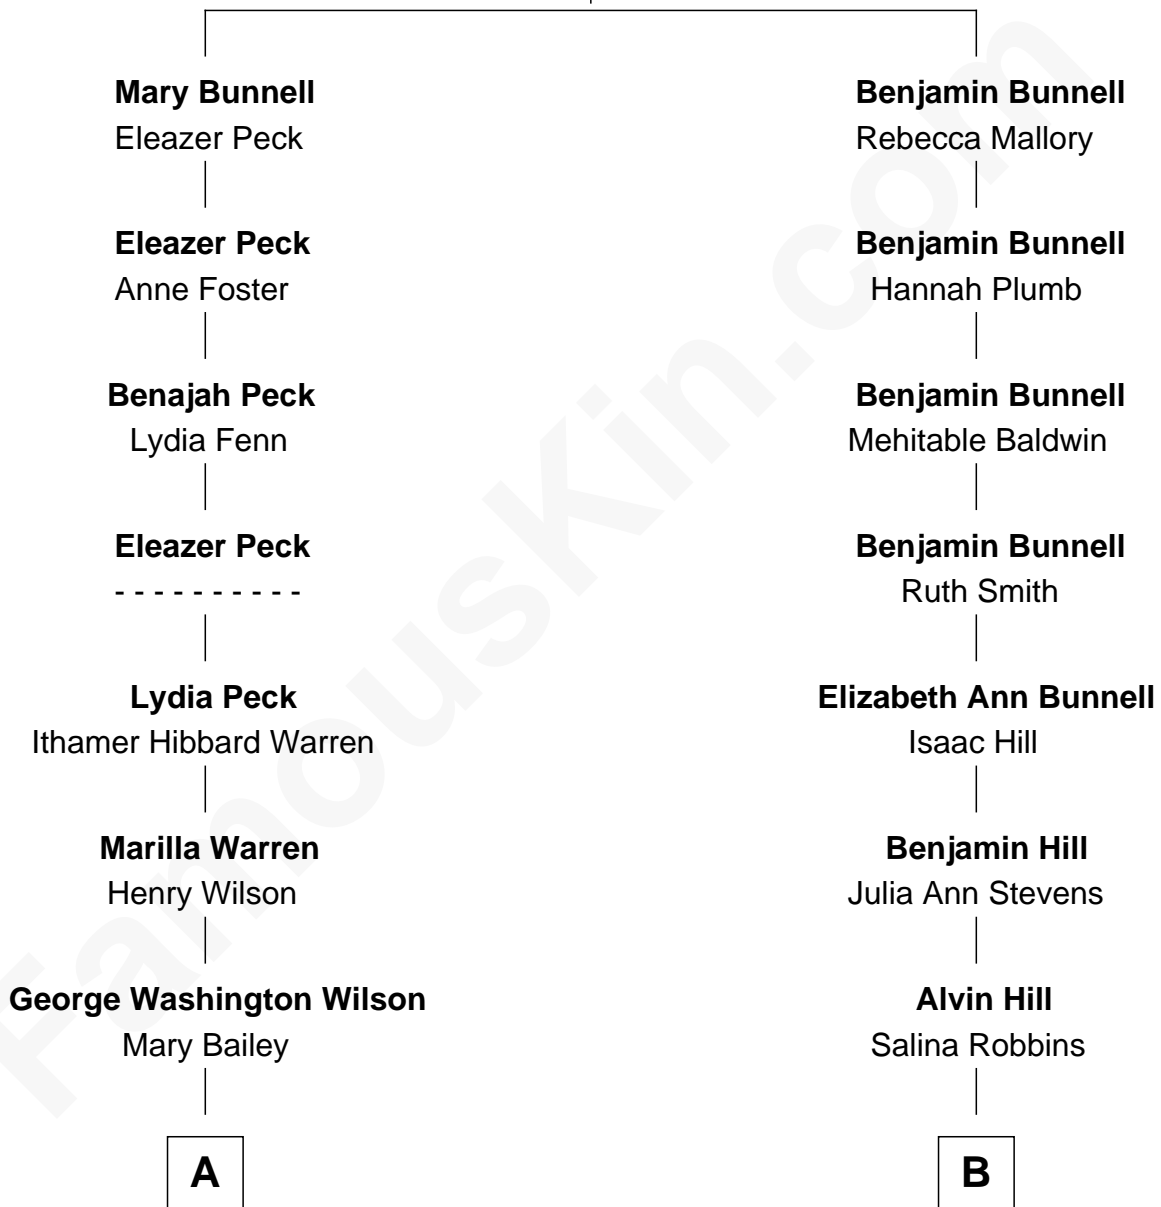 Mary Bunnell
Eleazer Peck
Eleazer Peck
Anne Foster
Benajah Peck
Lydia Fenn
Eleazer Peck
- - - - - - - - - -
Lydia Peck
Ithamer Hibbard Warren
Marilla Warren
Henry Wilson
George Washington Wilson
Mary Bailey
A
Benjamin Bunnell
Rebecca Mallory
Benjamin Bunnell
Hannah Plumb
Benjamin Bunnell
Mehitable Baldwin
Benjamin Bunnell
Ruth Smith
Elizabeth Ann Bunnell
Isaac Hill
Benjamin Hill
Julia Ann Stevens
Alvin Hill
Salina Robbins
B
FamousKin.com